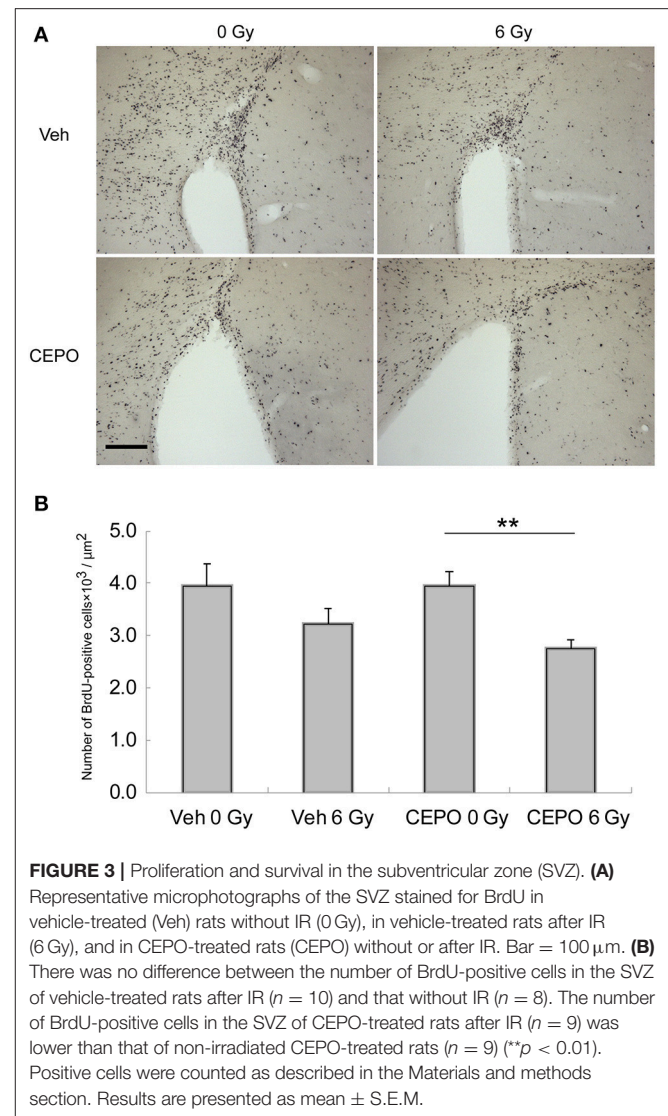 A
0 Gy
6 Gy
Veh
CEPO
B
**
Number of BrdU-positive cells×10³ / μm²
5.0
4.0
3.0
2.0
1.0
0.0
Veh 0 Gy
Veh 6 Gy
CEPO 0 Gy
CEPO 6 Gy
FIGURE 3 | Proliferation and survival in the subventricular zone (SVZ). (A)
Representative microphotographs of the SVZ stained for BrdU in
vehicle-treated (Veh) rats without IR (0 Gy), in vehicle-treated rats after IR
(6 Gy), and in CEPO-treated rats (CEPO) without or after IR. Bar = 100 μm. (B)
There was no difference between the number of BrdU-positive cells in the SVZ
of vehicle-treated rats after IR (n = 10) and that without IR (n = 8). The number
of BrdU-positive cells in the SVZ of CEPO-treated rats after IR (n = 9) was
lower than that of non-irradiated CEPO-treated rats (n = 9) (**p < 0.01).
Positive cells were counted as described in the Materials and methods
section. Results are presented as mean ± S.E.M.